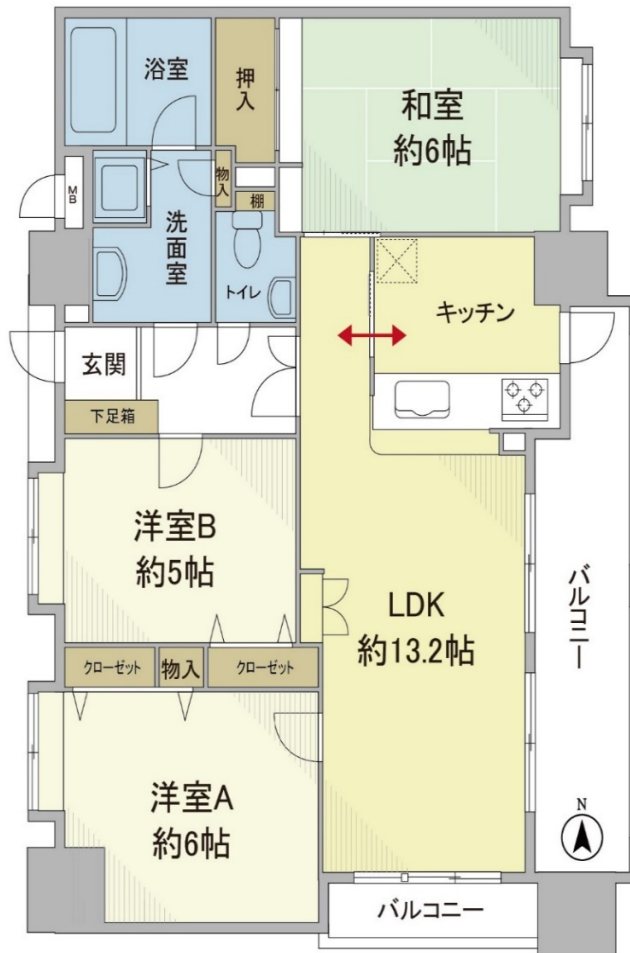 浴室
押入
和室
約6帖
MB
物入
棚
洗面室
トイレ
キッチン
玄関
下足箱
洋室B
約5帖
LDK
約13.2帖
バルコニー
クローゼット
物入
クローゼット
洋室A
約6帖
N
バルコニー